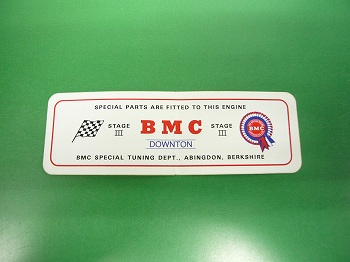 SPECIAL PARTS ARE FITTED TO THIS ENGINE
STAGE III BMC STAGE III BMC
DOWNTON
BMC SPECIAL TUNING DEPT., ABINGDON, BERKSHIRE